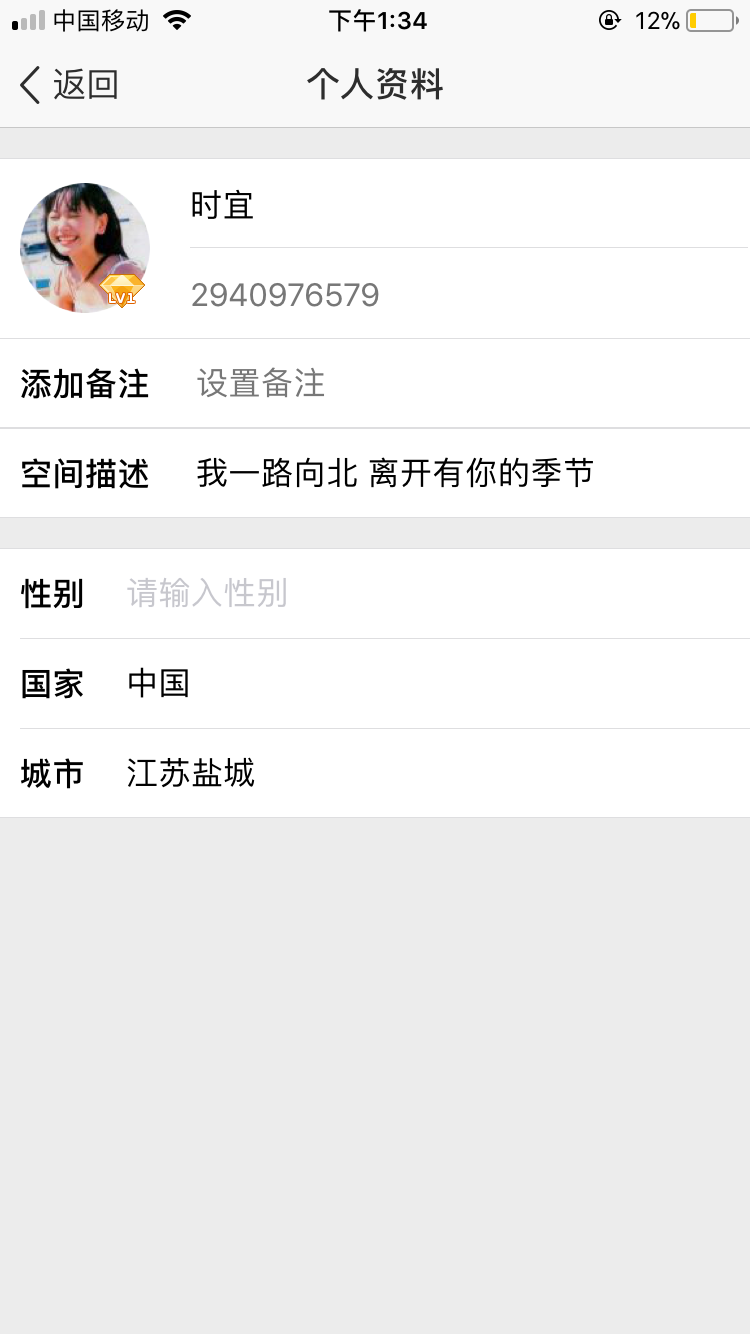 中国移动 下午1:34 12%
返回 个人资料
时宜
LV1
2940976579
添加备注 设置备注
空间描述 我一路向北 离开有你的季节
性别 请输入性别
国家 中国
城市 江苏盐城